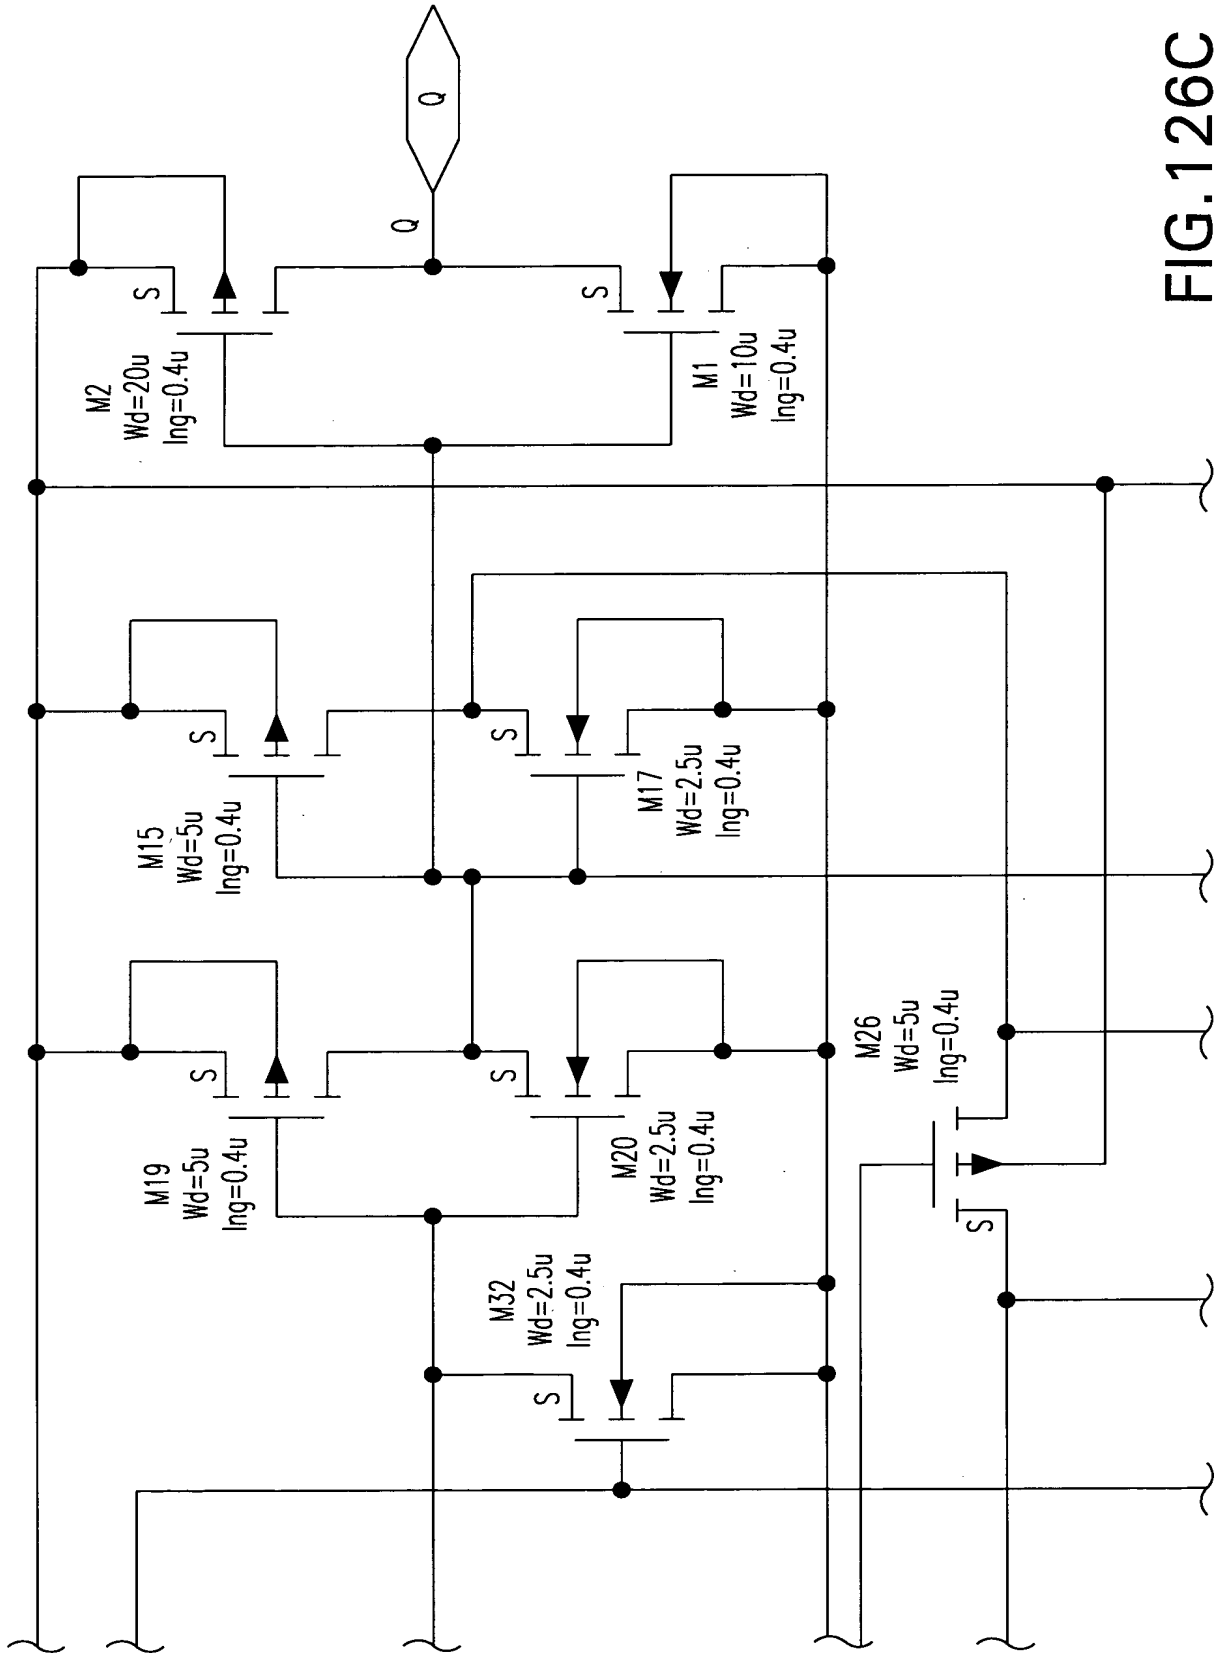 M2
Wd=20u
lng=0.4u
S
Q
Q
S
M1
Wd=10u
lng=0.4u
M15
Wd=5u
lng=0.4u
S
S
M17
Wd=2.5u
lng=0.4u
M19
Wd=5u
lng=0.4u
S
S
M20
Wd=2.5u
lng=0.4u
M32
Wd=2.5u
lng=0.4u
S
M26
Wd=5u
lng=0.4u
S
FIG.126C